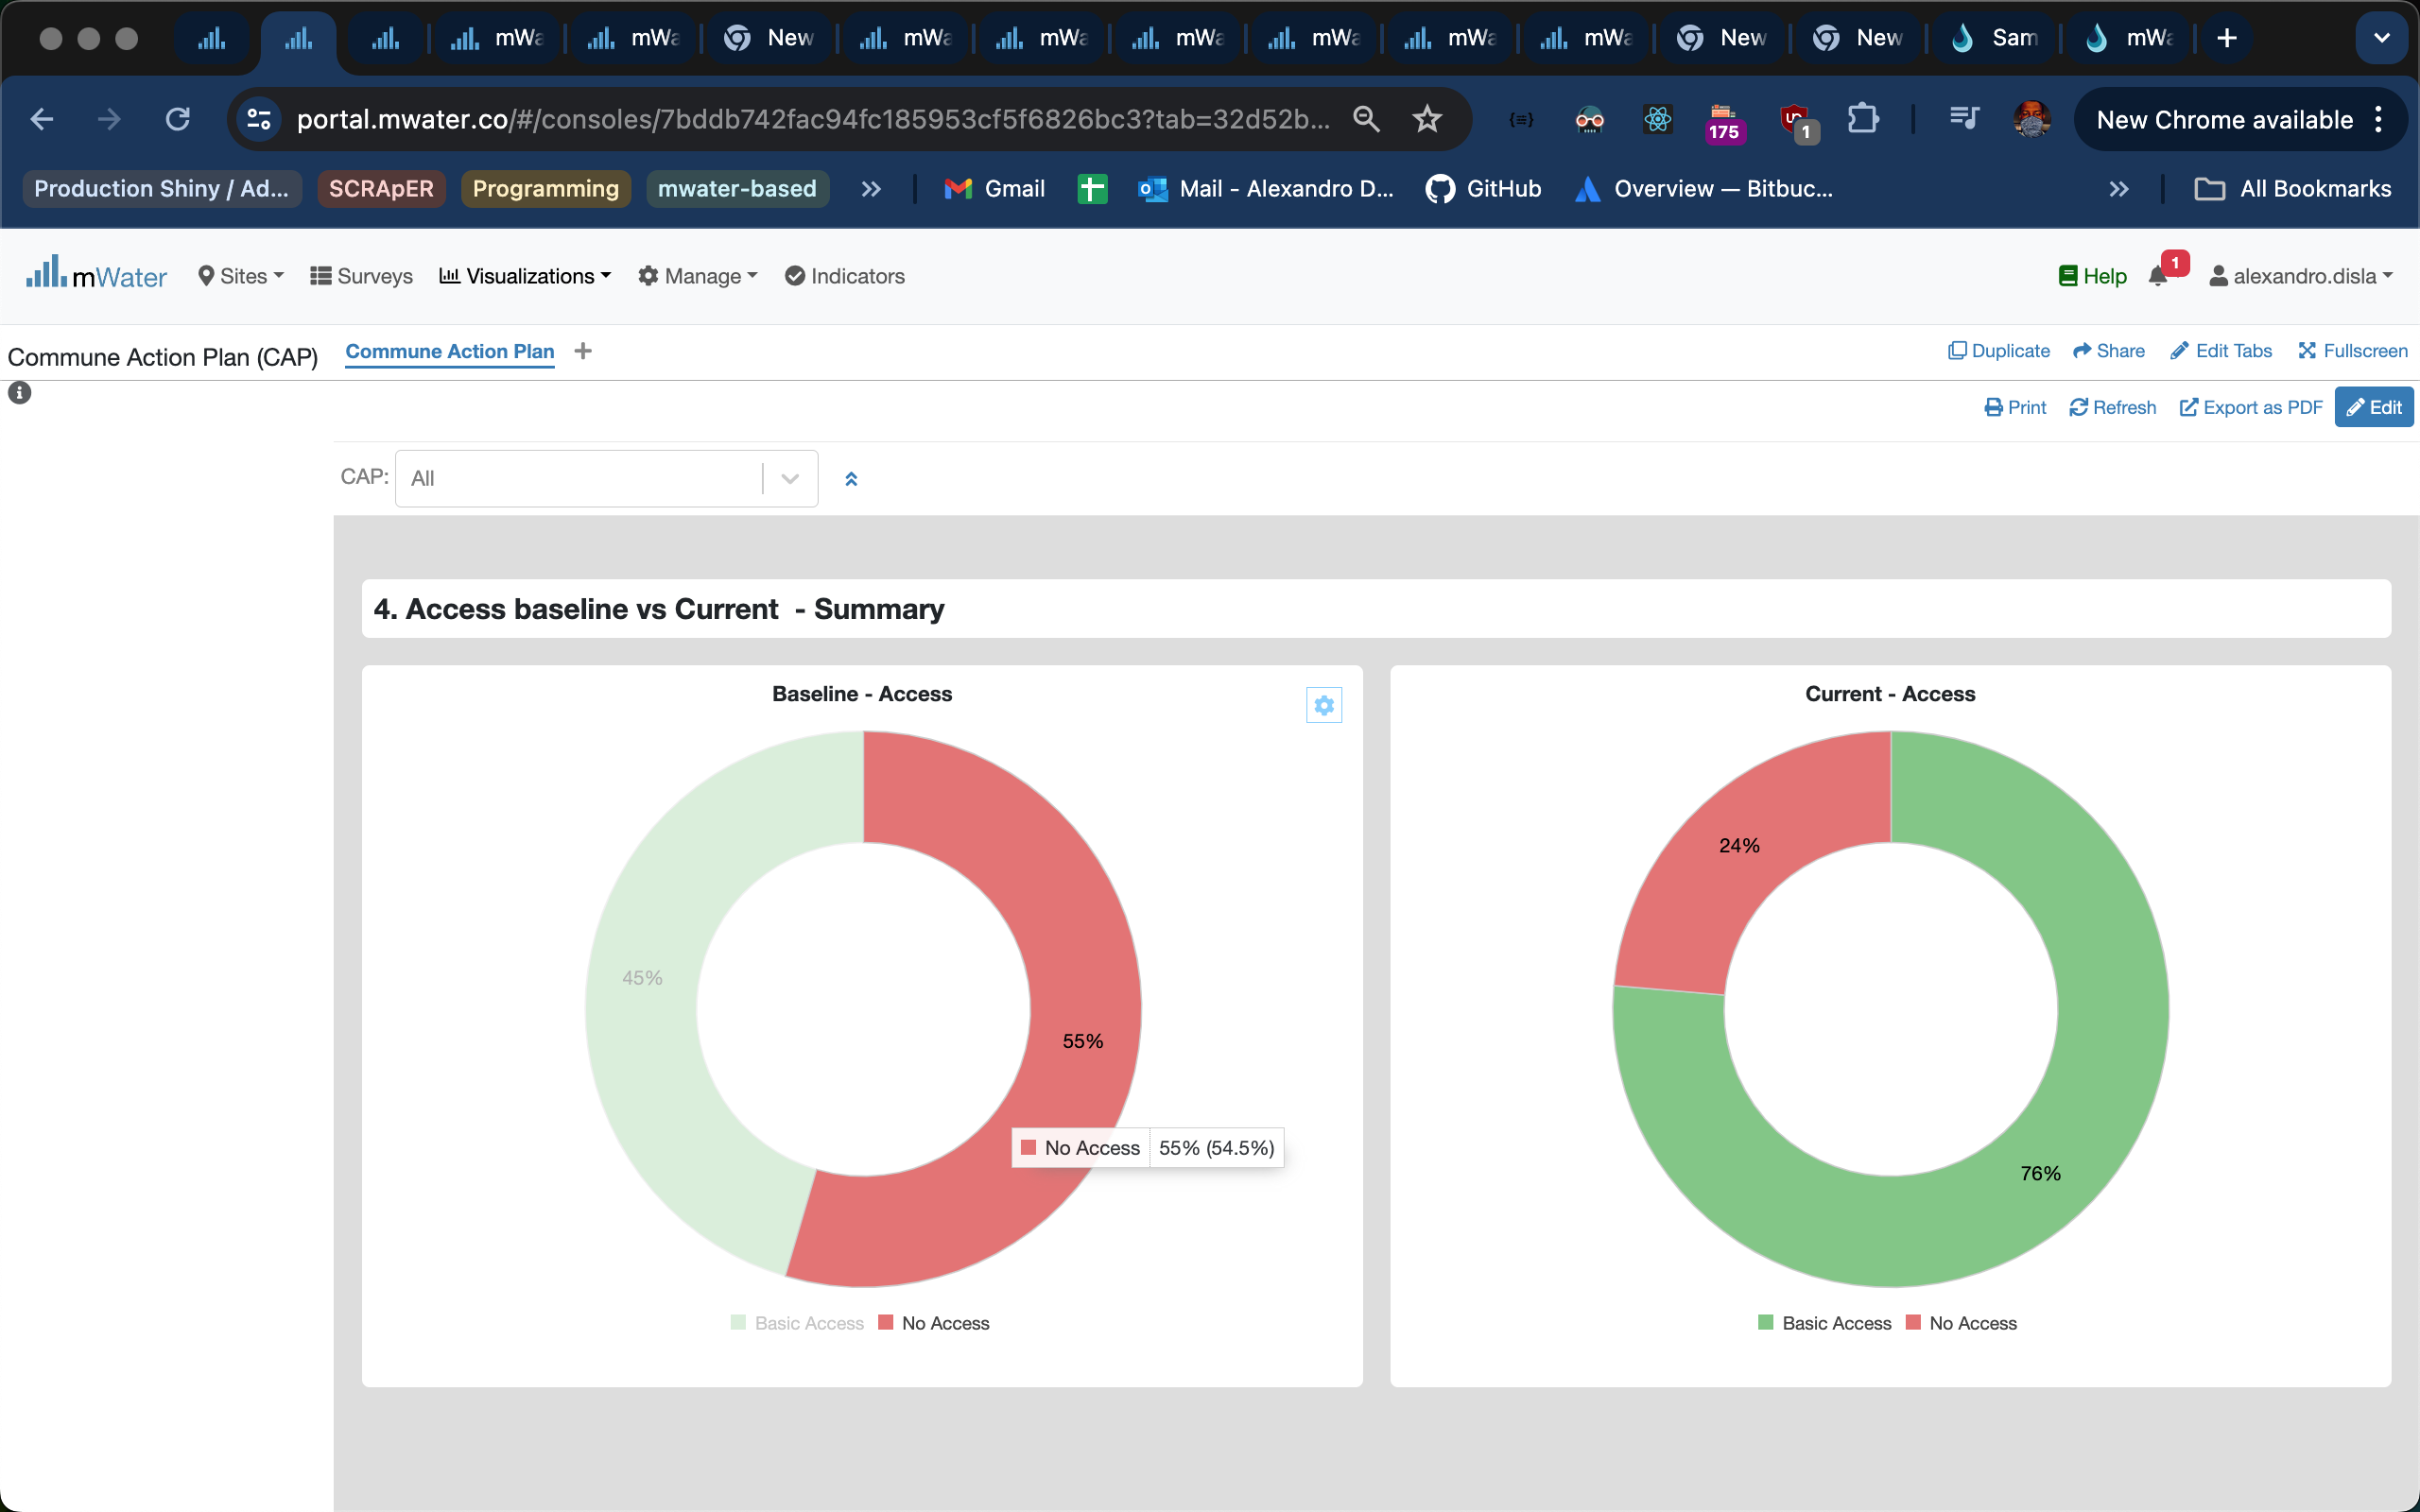 mWa
mWa
New
mWa
mWa
mWa
mWa
mWa
mWa
New
New
Sam
mWa
portal.mwater.co/#/consoles/7bddb742fac94fc185953cf5f6826bc3?tab=32d52b...
175
1
New Chrome available
Production Shiny / Ad...
SCRApER
Programming
mwater-based
Gmail
Mail - Alexandro D...
GitHub
Overview — Bitbuc...
All Bookmarks
mWater
Sites
Surveys
Visualizations
Manage
Indicators
Help
1
alexandro.disla
Commune Action Plan (CAP)
Commune Action Plan
Duplicate
Share
Edit Tabs
Fullscreen
Print
Refresh
Export as PDF
Edit
CAP:
All
4. Access baseline vs Current - Summary
Baseline - Access
45%
55%
No Access
55% (54.5%)
Basic Access
No Access
Current - Access
24%
76%
Basic Access
No Access